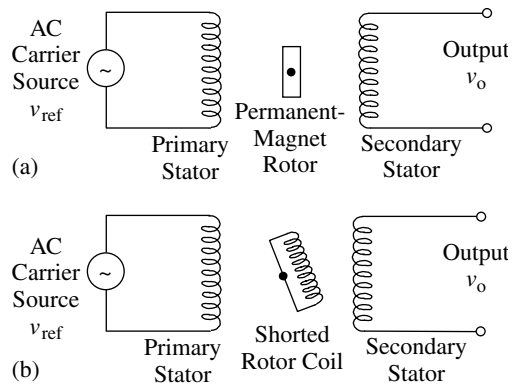 AC
Carrier
Source
v_ref
~
Primary
Stator
Permanent-
Magnet
Rotor
Secondary
Stator
Output
v_o
(a)
AC
Carrier
Source
v_ref
~
Primary
Stator
Shorted
Rotor Coil
Secondary
Stator
Output
v_o
(b)